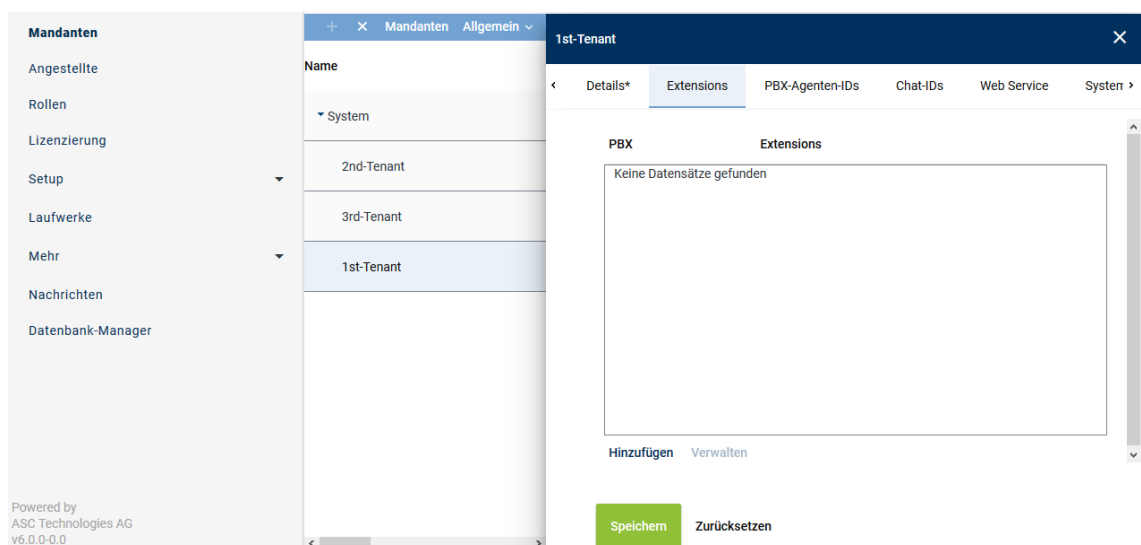 Mandanten
Angestellte
Rollen
Lizenzierung
Setup
Laufwerke
Mehr
Nachrichten
Datenbank-Manager
Powered by
ASC Technologies AG
v6.0.0-0.0
Mandanten Allgemein
Name
System
2nd-Tenant
3rd-Tenant
1st-Tenant
1st-Tenant
Details* Extensions PBX-Agenten-IDs Chat-IDs Web Service System
PBX Extensions
Keine Datensätze gefunden
Hinzufügen Verwalten
Speichern Zurücksetzen